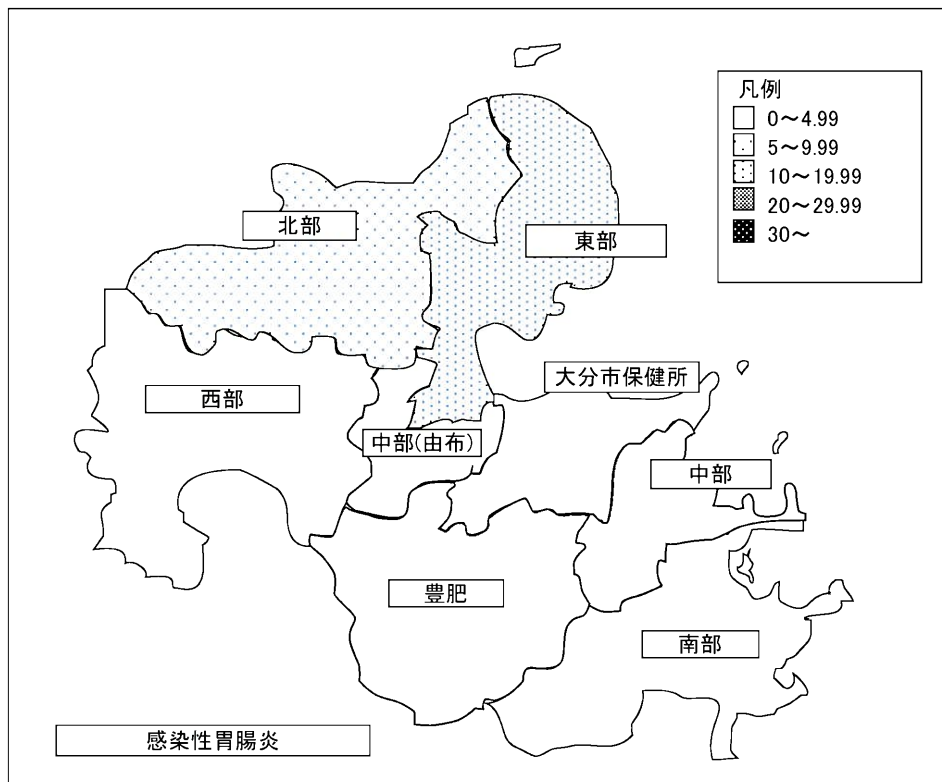 凡例
0～4.99
5～9.99
10～19.99
20～29.99
30～
北部
東部
大分市保健所
西部
中部(由布)
中部
豊肥
南部
感染性胃腸炎